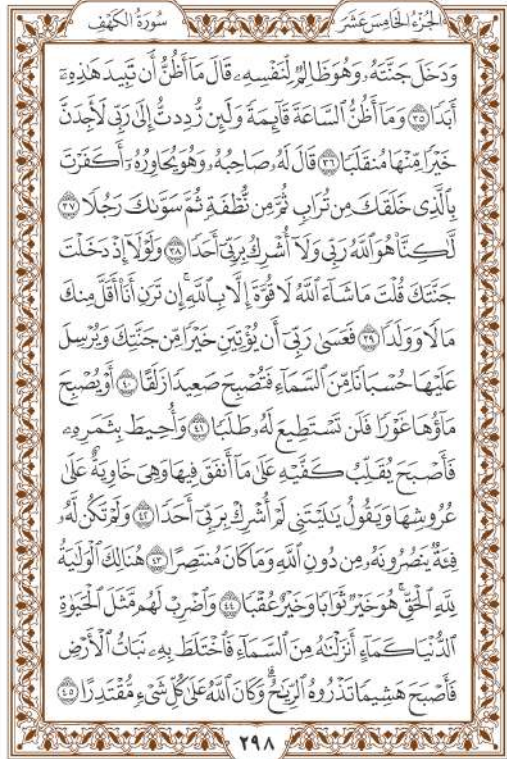 الجزء الخامس عشر
سورة الكهف
وَدَخَلَ جَنَّتَهُۥ وَهُوَ ظَالِمٌ لِّنَفْسِهِۦ قَالَ مَآ أَظُنُّ أَن تَبِيدَ هَٰذِهِۦٓ
أَبَدًا ٣٥ وَمَآ أَظُنُّ ٱلسَّاعَةَ قَآئِمَةً وَلَئِن رُّدِدتُّ إِلَىٰ رَبِّى لَأَجِدَنَّ
خَيْرًا مِّنْهَا مُنقَلَبًا ٣٦ قَالَ لَهُۥ صَاحِبُهُۥ وَهُوَ يُحَاوِرُهُۥٓ أَكَفَرْتَ
بِٱلَّذِى خَلَقَكَ مِن تُرَابٍ ثُمَّ مِن نُّطْفَةٍ ثُمَّ سَوَّىٰكَ رَجُلًا ٣٧
لَّٰكِنَّا۠ هُوَ ٱللَّهُ رَبِّى وَلَآ أُشْرِكُ بِرَبِّىٓ أَحَدًا ٣٨ وَلَوْلَآ إِذْ دَخَلْتَ
جَنَّتَكَ قُلْتَ مَا شَآءَ ٱللَّهُ لَا قُوَّةَ إِلَّا بِٱللَّهِ ۚ إِن تَرَنِ أَنَا۠ أَقَلَّ مِنكَ
مَالًا وَوَلَدًا ٣٩ فَعَسَىٰ رَبِّىٓ أَن يُؤْتِيَنِ خَيْرًا مِّن جَنَّتِكَ وَيُرْسِلَ
عَلَيْهَا حُسْبَانًا مِّنَ ٱلسَّمَآءِ فَتُصْبِحَ صَعِيدًا زَلَقًا ٤٠ أَوْ يُصْبِحَ
مَآؤُهَا غَوْرًا فَلَن تَسْتَطِيعَ لَهُۥ طَلَبًا ٤١ وَأُحِيطَ بِثَمَرِهِۦ
فَأَصْبَحَ يُقَلِّبُ كَفَّيْهِ عَلَىٰ مَآ أَنفَقَ فِيهَا وَهِىَ خَاوِيَةٌ عَلَىٰ
عُرُوشِهَا وَيَقُولُ يَٰلَيْتَنِى لَمْ أُشْرِكْ بِرَبِّىٓ أَحَدًا ٤٢ وَلَمْ تَكُن لَّهُۥ
فِئَةٌ يَنصُرُونَهُۥ مِن دُونِ ٱللَّهِ وَمَا كَانَ مُنتَصِرًا ٤٣ هُنَالِكَ ٱلْوَلَٰيَةُ
لِلَّهِ ٱلْحَقِّ ۚ هُوَ خَيْرٌ ثَوَابًا وَخَيْرٌ عُقْبًا ٤٤ وَٱضْرِبْ لَهُم مَّثَلَ ٱلْحَيَوٰةِ
ٱلدُّنْيَا كَمَآءٍ أَنزَلْنَٰهُ مِنَ ٱلسَّمَآءِ فَٱخْتَلَطَ بِهِۦ نَبَاتُ ٱلْأَرْضِ
فَأَصْبَحَ هَشِيمًا تَذْرُوهُ ٱلرِّيَٰحُ ۗ وَكَانَ ٱللَّهُ عَلَىٰ كُلِّ شَىْءٍ مُّقْتَدِرًا ٤٥
٢٩٨